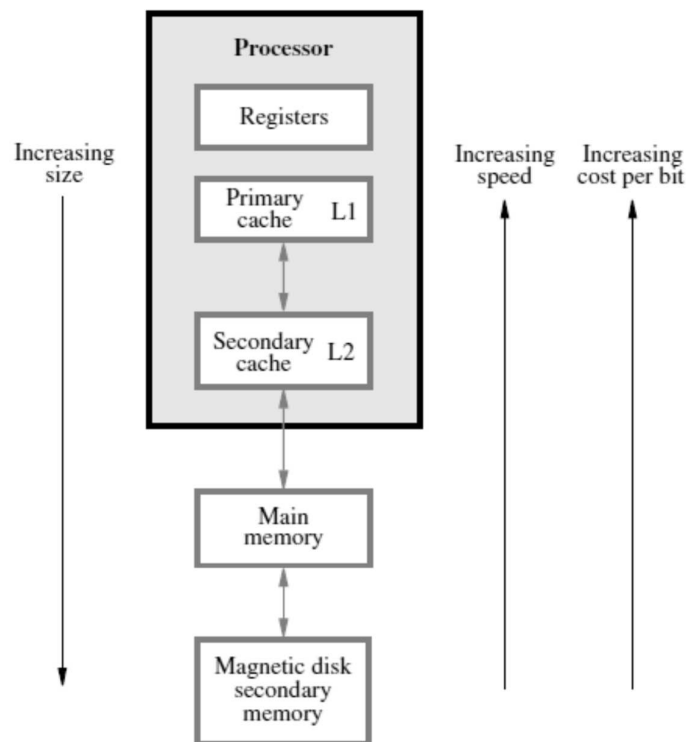 Processor
Registers
Increasing
size
Increasing
speed
Increasing
cost per bit
Primary
cache
L1
Secondary
cache
L2
Main
memory
Magnetic disk
secondary
memory